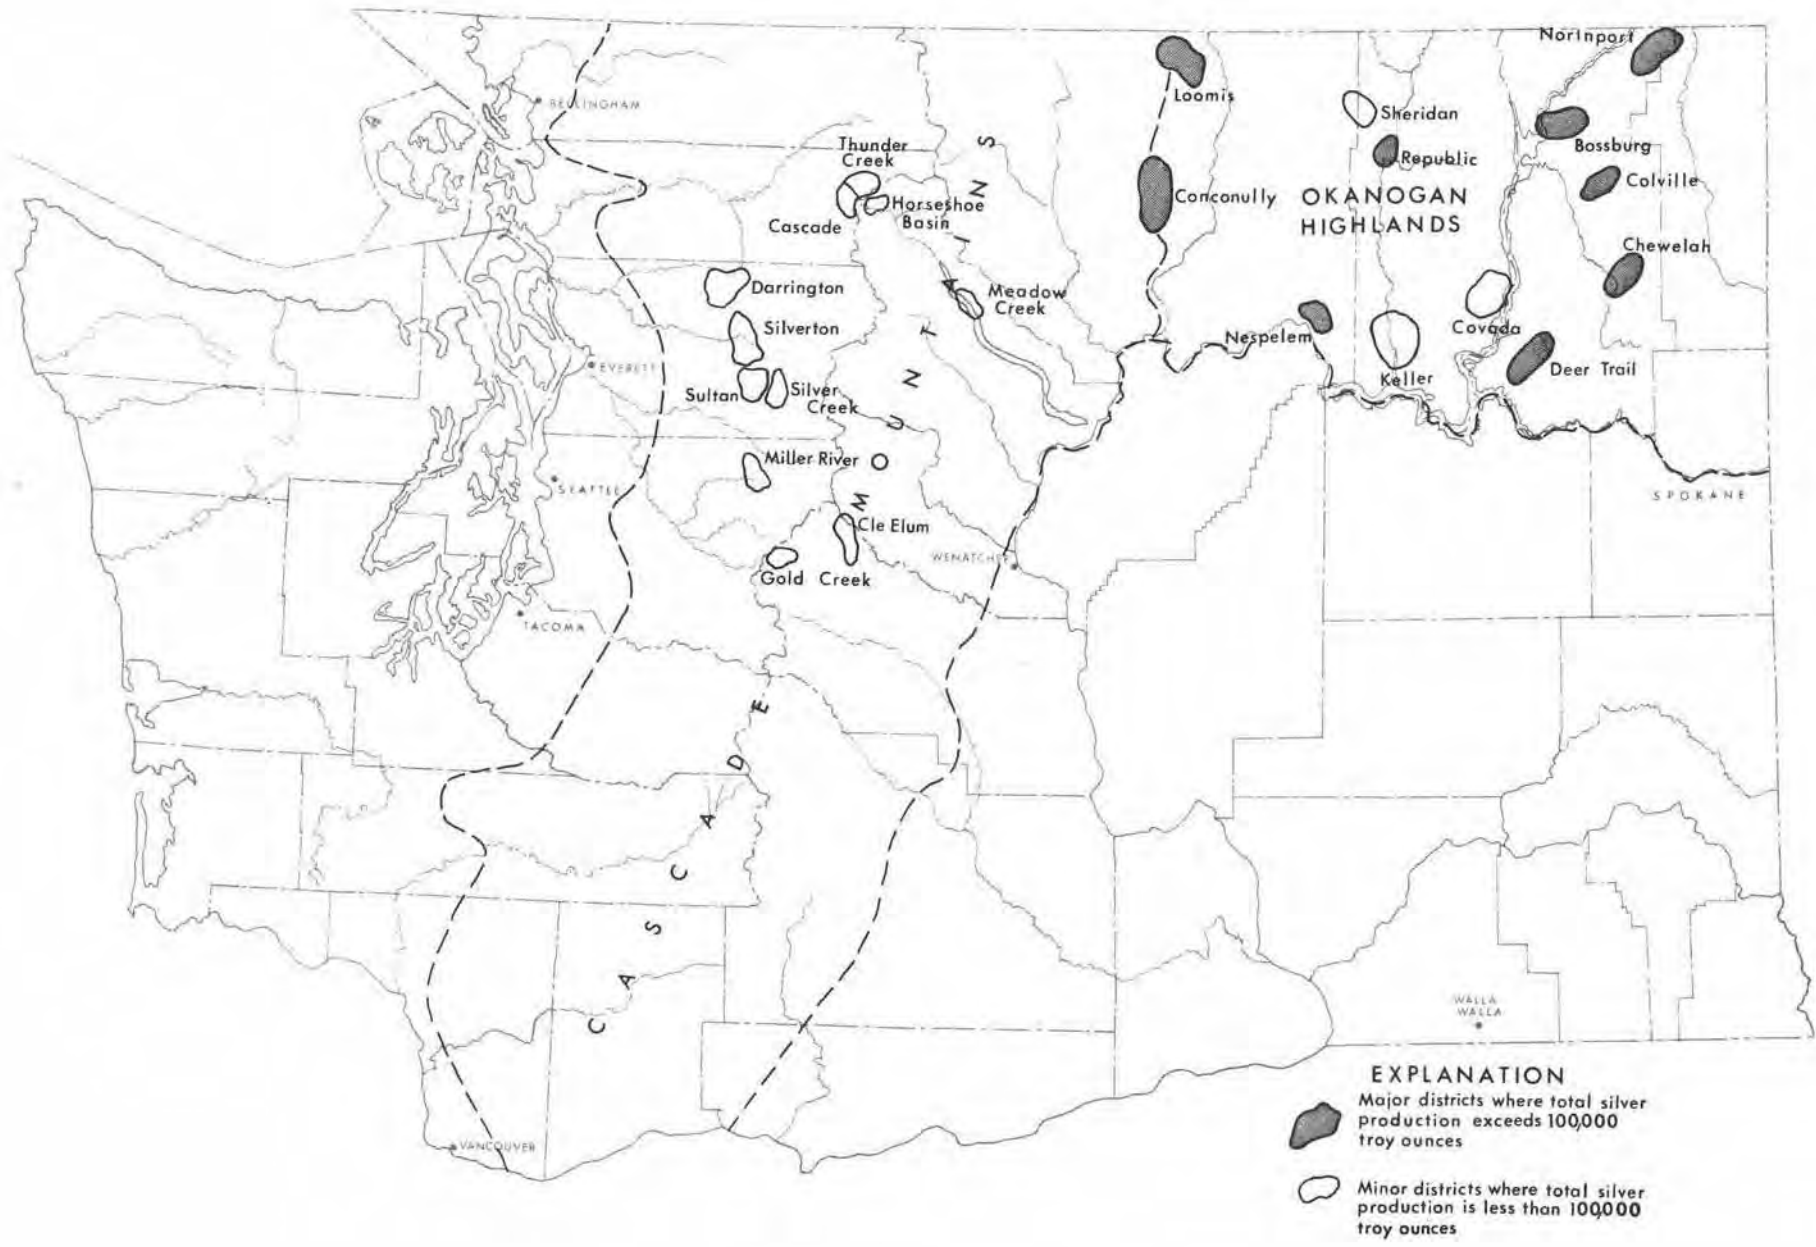 Norinport
BELLINGHAM
Loomis
Sheridan
Bossburg
Thunder
Creek
Republic
Colville
Conconully
OKANOGAN
HIGHLANDS
Horseshoe
Basin
Cascade
Chewelah
Darrington
Meadow
Creek
Silverton
Nespelem
Covada
EVERETT
Keller
Deer Trail
Sultan
Silver
Creek
Miller River
SEATTLE
SPOKANE
Cle Elum
WENATCHEE
Gold Creek
TACOMA
CASCADE MOUNTAINS
WALLA
WALLA
VANCOUVER
EXPLANATION
Major districts where total silver
production exceeds 100,000
troy ounces
Minor districts where total silver
production is less than 100,000
troy ounces